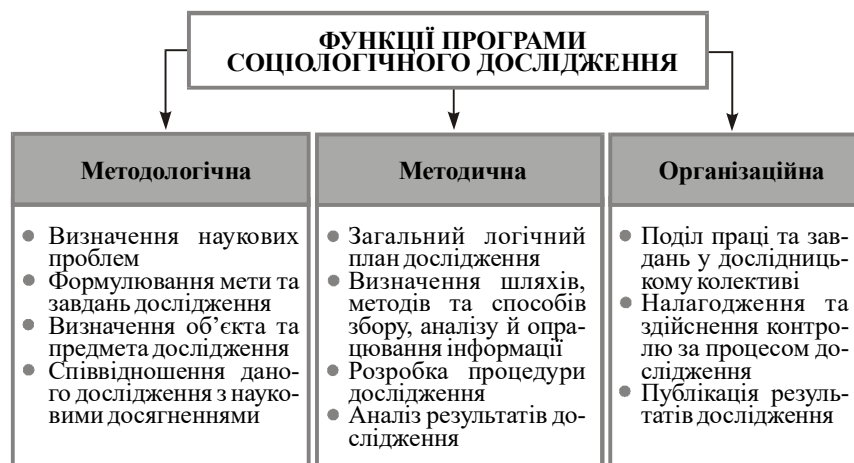 ФУНКЦІЇ ПРОГРАМИ
СОЦІОЛОГІЧНОГО ДОСЛІДЖЕННЯ
Методологічна
● Визначення наукових
проблем
● Формулювання мети та
завдань дослідження
● Визначення об’єкта та
предмета дослідження
● Співвідношення дано-
го дослідження з науко-
вими досягненнями
Методична
● Загальний логічний
план дослідження
● Визначення шляхів,
методів та способів
збору, аналізу й опра-
цювання інформації
● Розробка процедури
дослідження
● Аналіз результатів до-
слідження
Організаційна
● Поділ праці та зав-
дань у дослідниць-
кому колективі
● Налагодження та
здійснення контро-
лю за процесом до-
слідження
● Публікація резуль-
татів дослідження